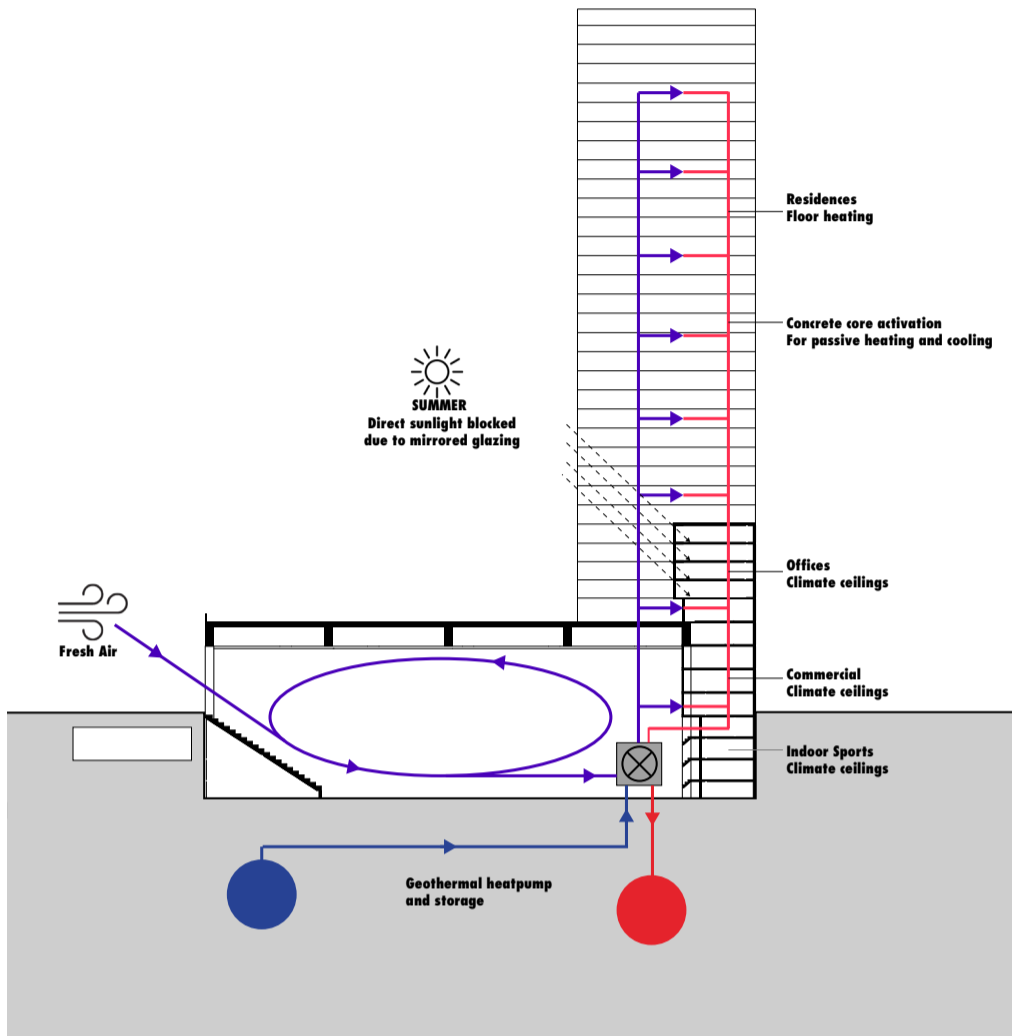 Residences
Floor heating
Concrete core activation
For passive heating and cooling
SUMMER
Direct sunlight blocked
due to mirrored glazing
Offices
Climate ceilings
Fresh Air
Commercial
Climate ceilings
Indoor Sports
Climate ceilings
Geothermal heatpump
and storage